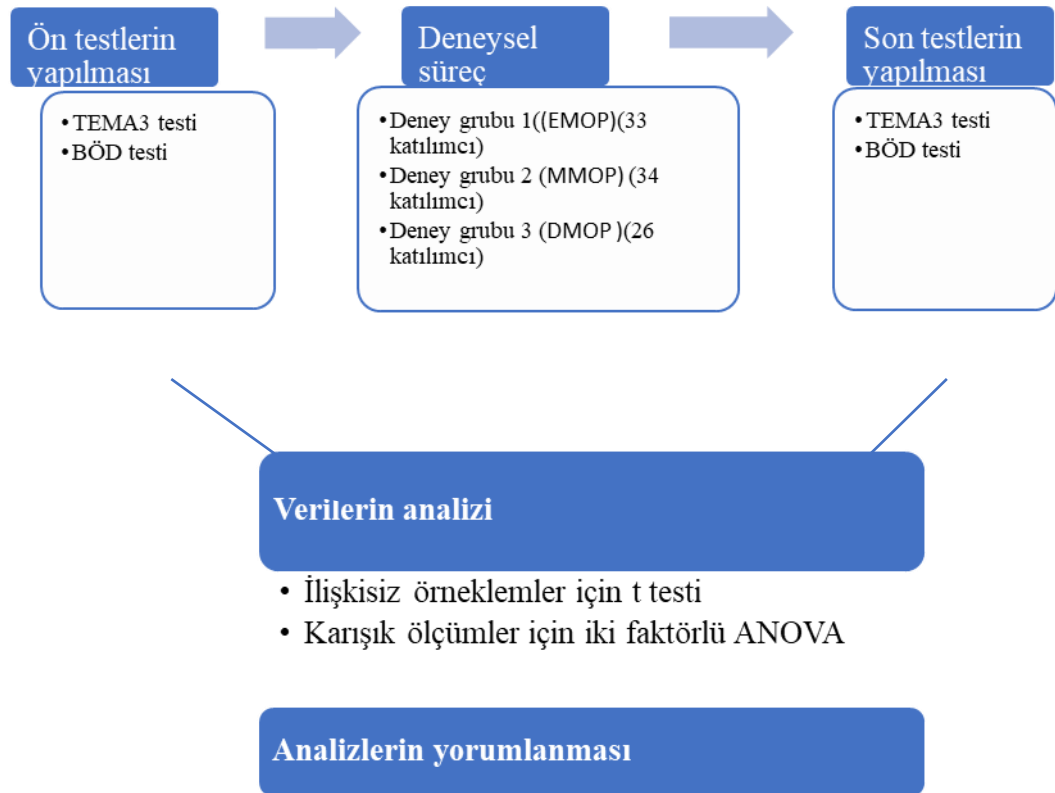 Ön testlerin
yapılması
• TEMA3 testi
• BÖD testi
Deneysel
süreç
• Deney grubu 1((EMOP)(33
katılımcı)
• Deney grubu 2 (MMOP) (34
katılımcı)
• Deney grubu 3 (DMOP )(26
katılımcı)
Son testlerin
yapılması
• TEMA3 testi
• BÖD testi
Verilerin analizi
• İlişkisiz örneklemler için t testi
• Karışık ölçümler için iki faktörlü ANOVA
Analizlerin yorumlanması